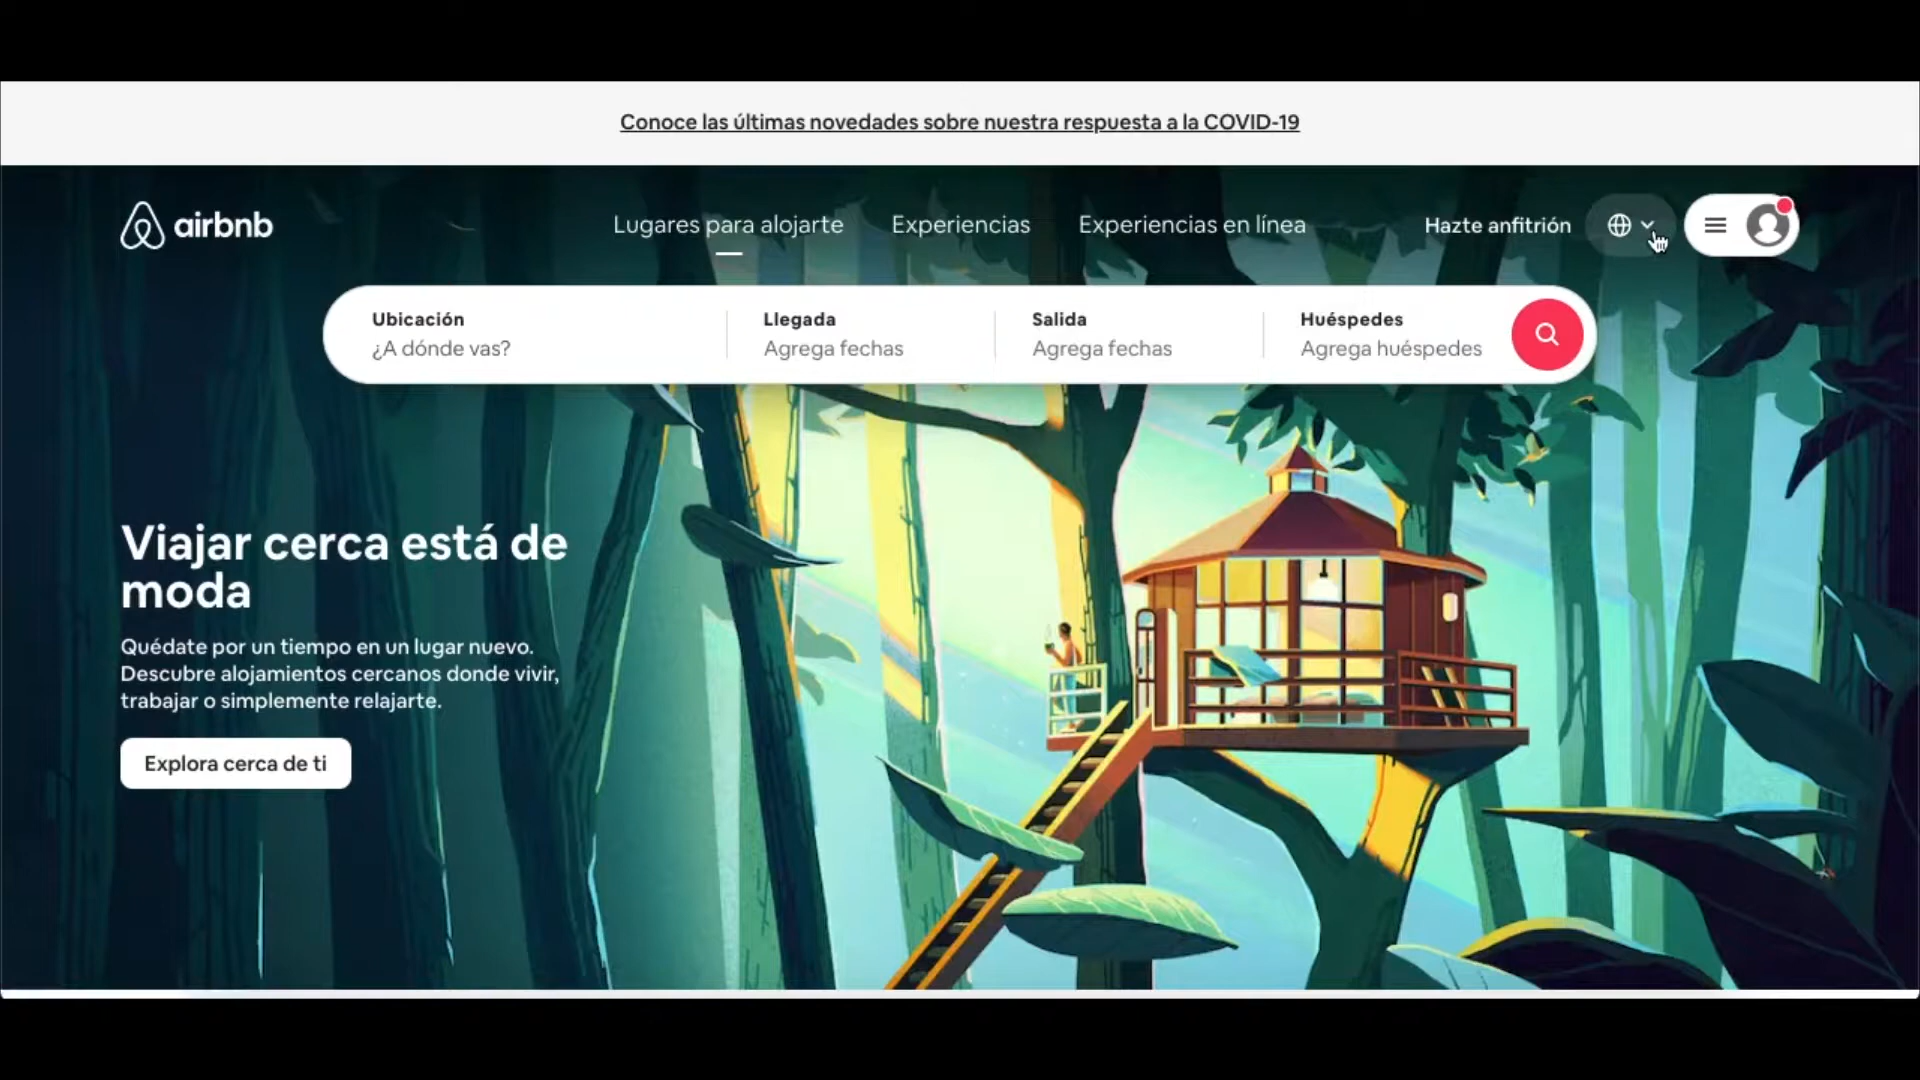 Conoce las últimas novedades sobre nuestra respuesta a la COVID-19
airbnb
Lugares para alojarte
Experiencias
Experiencias en línea
Hazte anfitrión
Ubicación
¿A dónde vas?
Llegada
Agrega fechas
Salida
Agrega fechas
Huéspedes
Agrega huéspedes
Viajar cerca está de
moda
Quédate por un tiempo en un lugar nuevo.
Descubre alojamientos cercanos donde vivir,
trabajar o simplemente relajarte.
Explora cerca de ti